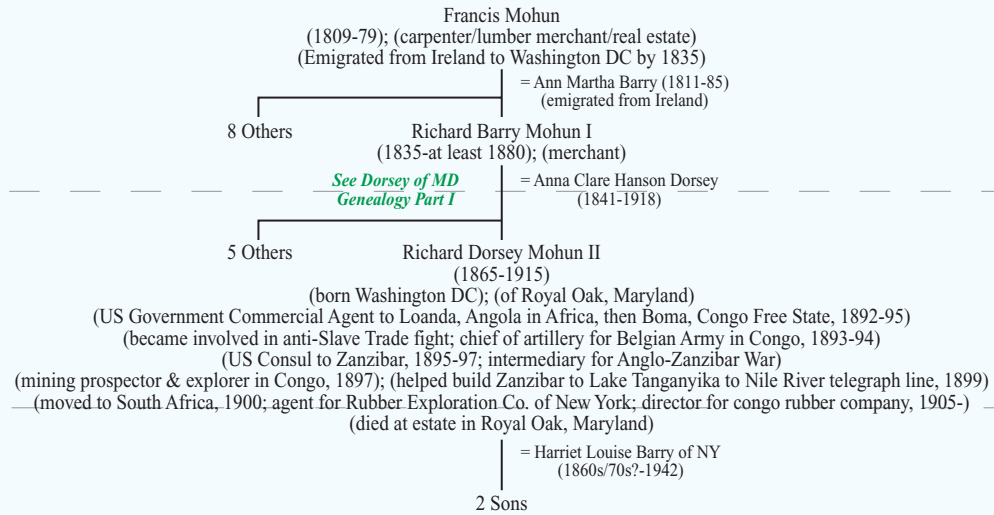 Francis Mohun
(1809-79); (carpenter/lumber merchant/real estate)
(Emigrated from Ireland to Washington DC by 1835)
= Ann Martha Barry (1811-85)
(emigrated from Ireland)
8 Others
Richard Barry Mohun I
(1835-at least 1880); (merchant)
See Dorsey of MD
Genealogy Part I
= Anna Clare Hanson Dorsey
(1841-1918)
5 Others
Richard Dorsey Mohun II
(1865-1915)
(born Washington DC); (of Royal Oak, Maryland)
(US Government Commercial Agent to Loanda, Angola in Africa, then Boma, Congo Free State, 1892-95)
(became involved in anti-Slave Trade fight; chief of artillery for Belgian Army in Congo, 1893-94)
(US Consul to Zanzibar, 1895-97; intermediary for Anglo-Zanzibar War)
(mining prospector & explorer in Congo, 1897); (helped build Zanzibar to Lake Tanganyika to Nile River telegraph line, 1899)
(moved to South Africa, 1900; agent for Rubber Exploration Co. of New York; director for congo rubber company, 1905-)
(died at estate in Royal Oak, Maryland)
= Harriet Louise Barry of NY
(1860s/70s?-1942)
2 Sons